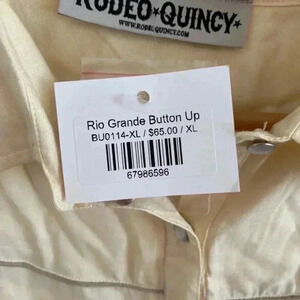 RODEO★QUINCY
WWW.RODEOQUINCY.COM
Rio Grande Button Up
BU0114-XL / $65.00 / XL
67986596